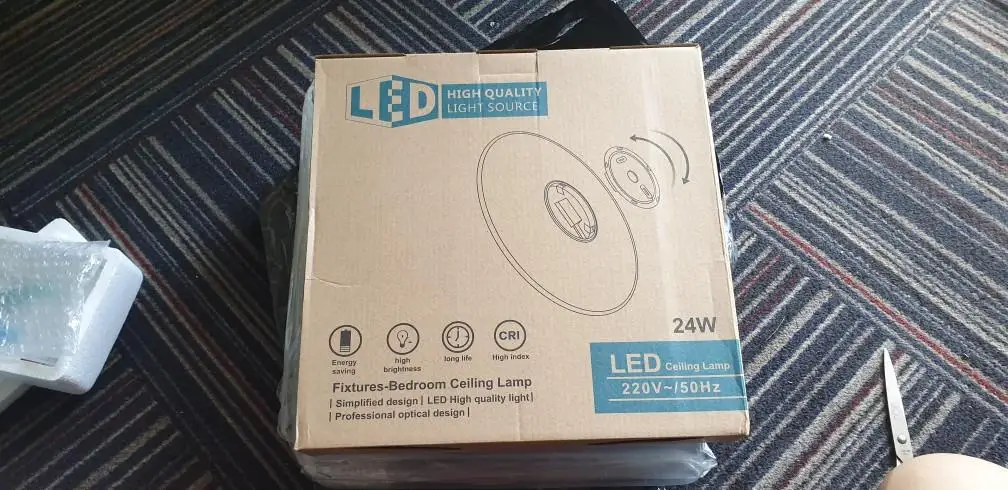 LED
HIGH QUALITY
LIGHT SOURCE
24W
LED Ceiling Lamp
220V~/50Hz
CRI
Energy
saving
high
brightness
long life
High index
Fixtures-Bedroom Ceiling Lamp
| Simplified design | LED High quality light|
| Professional optical design |